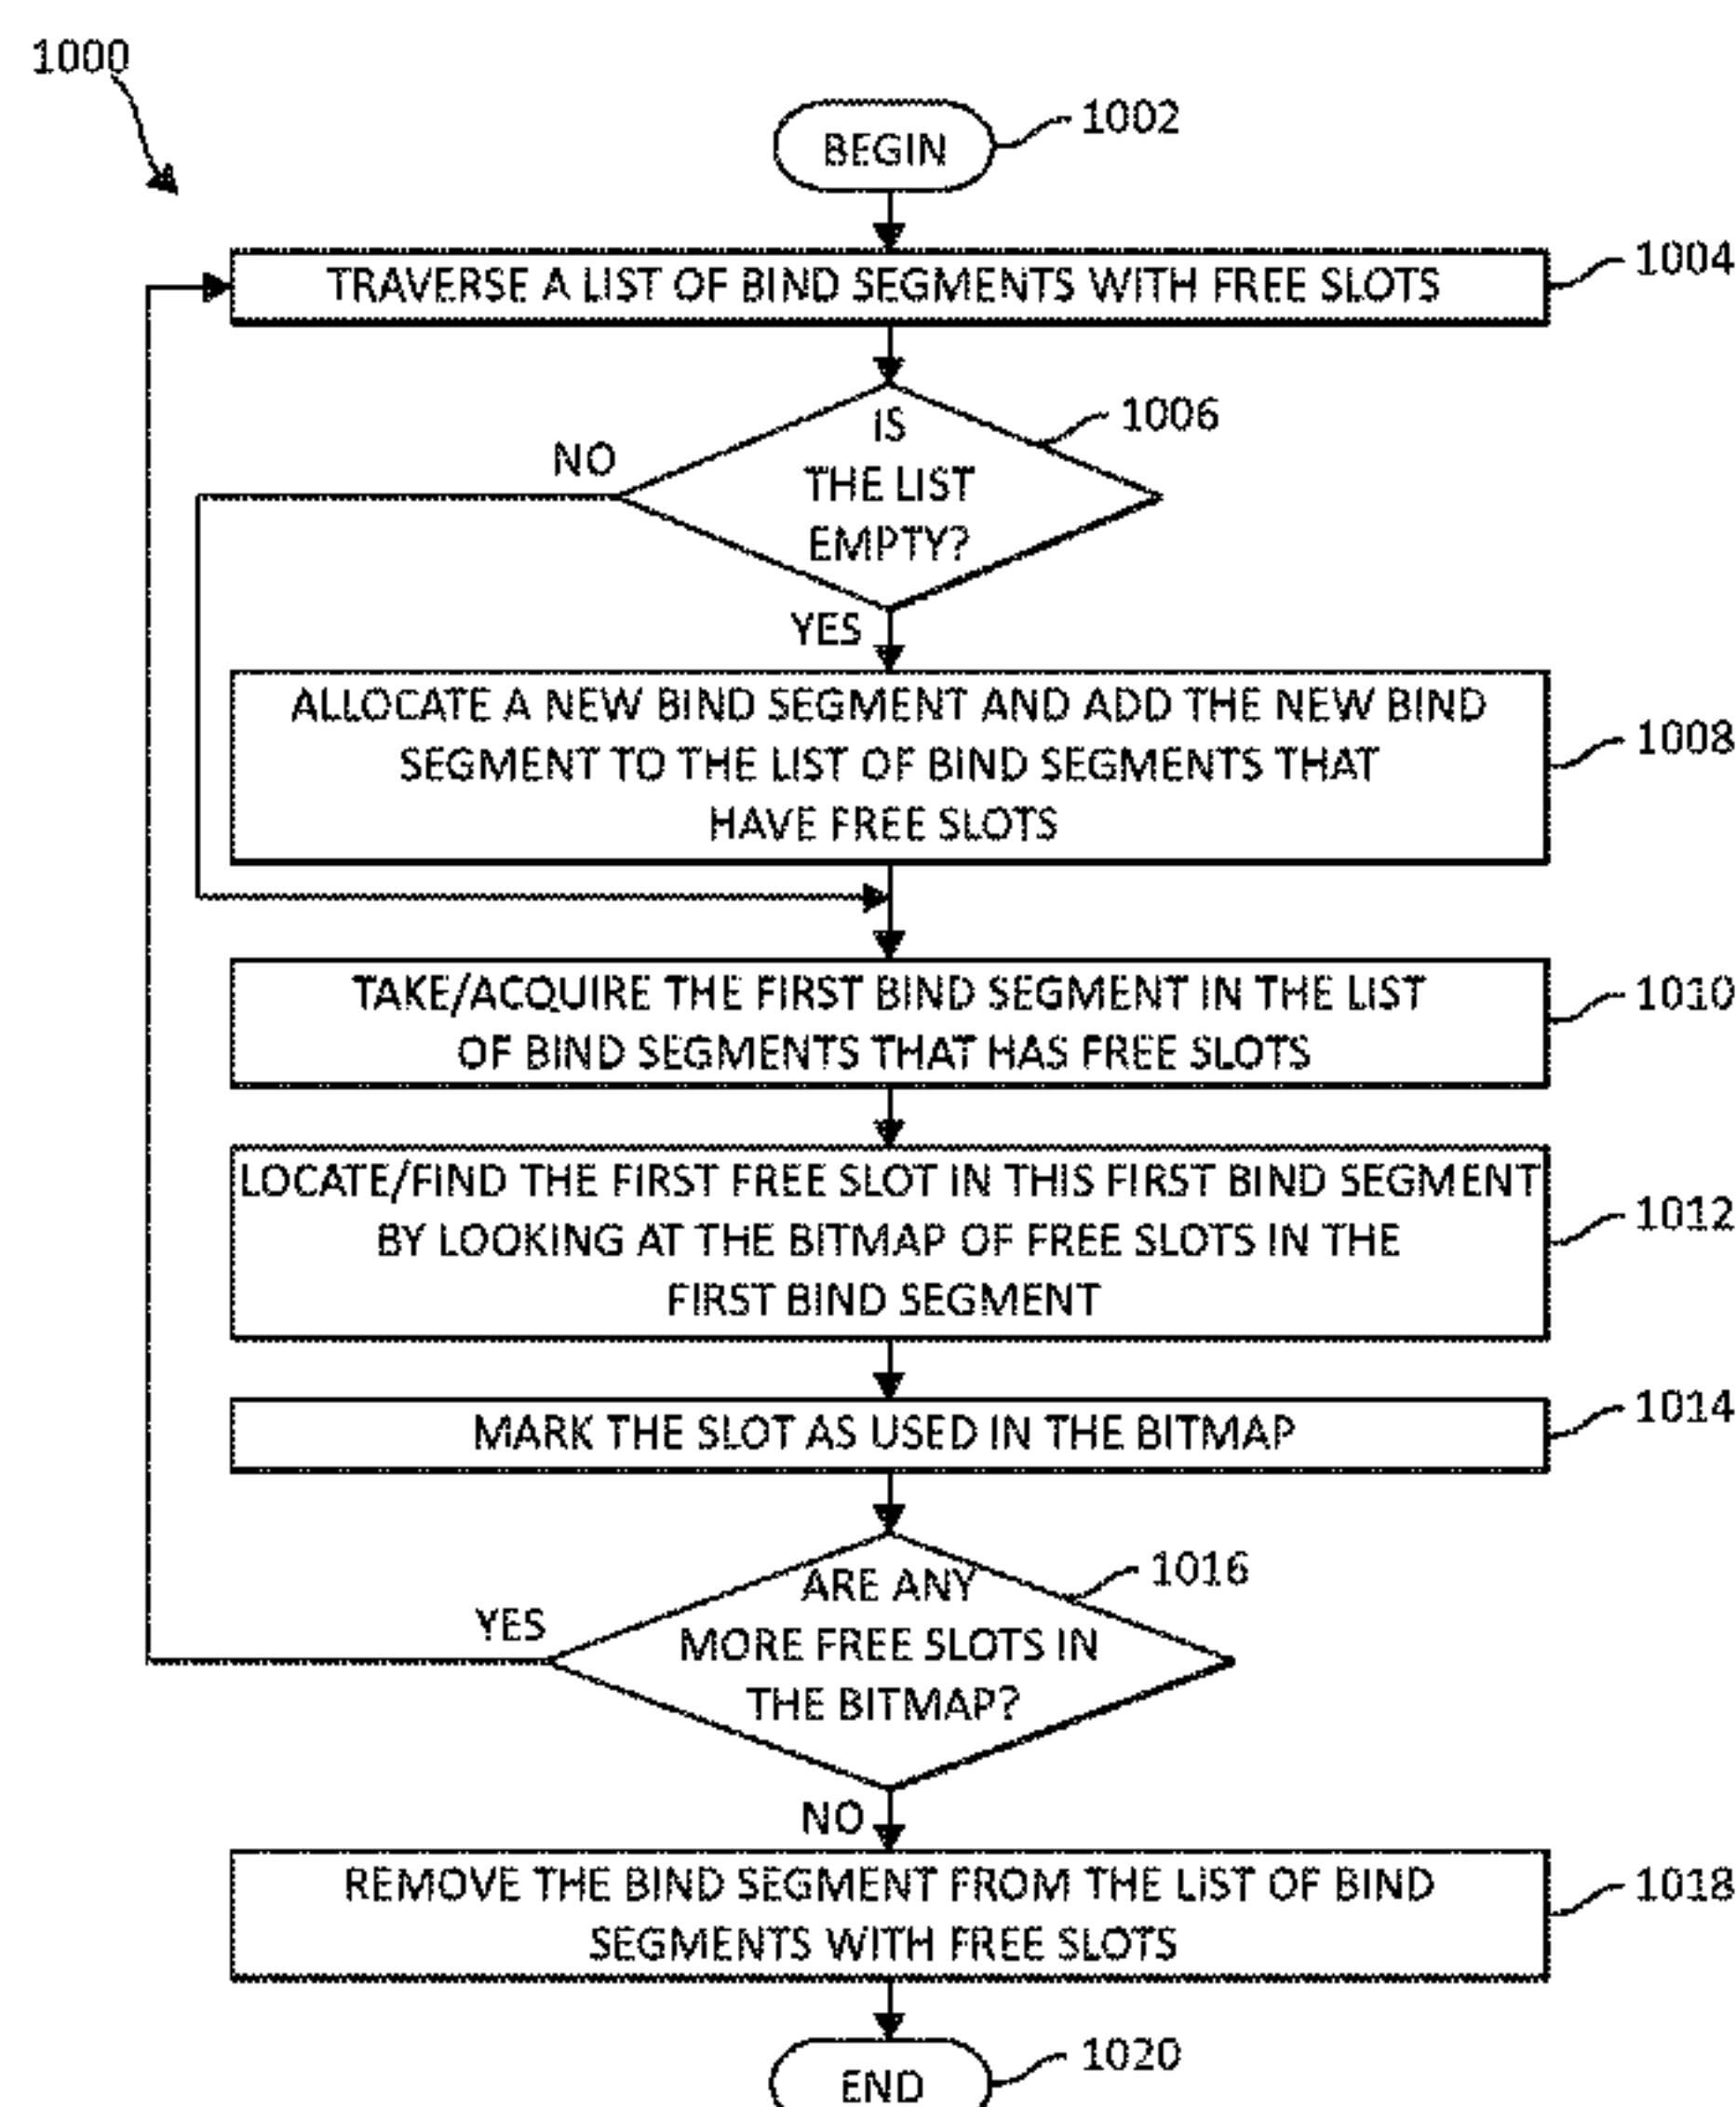 1000
BEGIN
1002
TRAVERSE A LIST OF BIND SEGMENTS WITH FREE SLOTS
1004
IS
THE LIST
EMPTY?
1006
NO
YES
ALLOCATE A NEW BIND SEGMENT AND ADD THE NEW BIND
SEGMENT TO THE LIST OF BIND SEGMENTS THAT
HAVE FREE SLOTS
1008
TAKE/ACQUIRE THE FIRST BIND SEGMENT IN THE LIST
OF BIND SEGMENTS THAT HAS FREE SLOTS
1010
LOCATE/FIND THE FIRST FREE SLOT IN THIS FIRST BIND SEGMENT
BY LOOKING AT THE BITMAP OF FREE SLOTS IN THE
FIRST BIND SEGMENT
1012
MARK THE SLOT AS USED IN THE BITMAP
1014
ARE ANY
MORE FREE SLOTS IN
THE BITMAP?
1016
YES
NO
REMOVE THE BIND SEGMENT FROM THE LIST OF BIND
SEGMENTS WITH FREE SLOTS
1018
END
1020